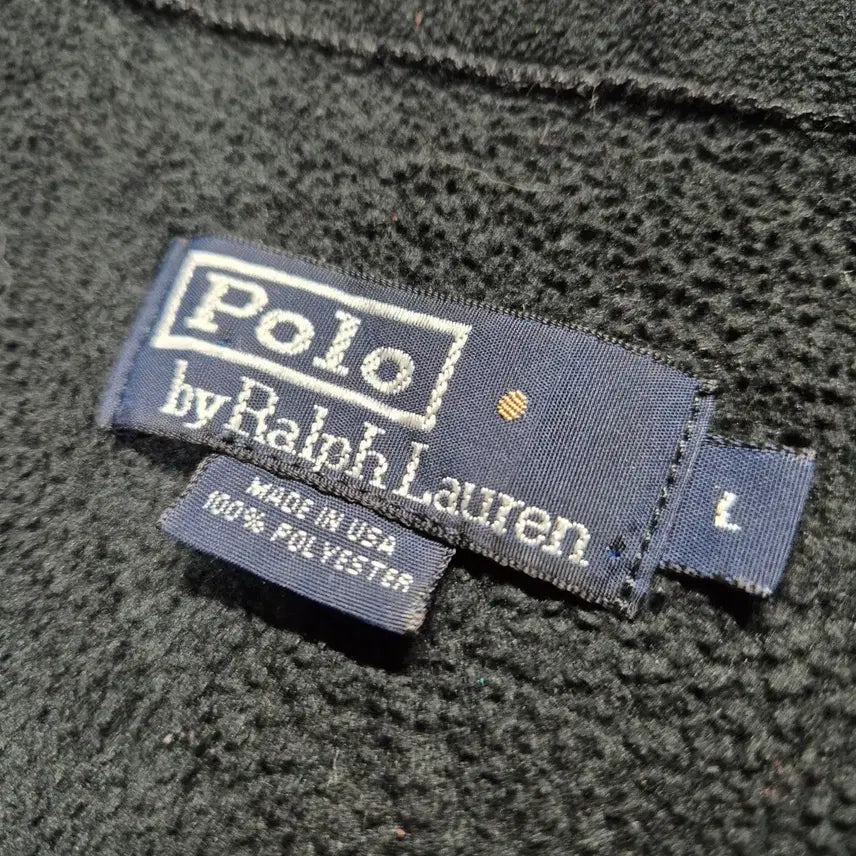 Polo
by Ralph Lauren
L
MADE IN USA
100% POLYESTER